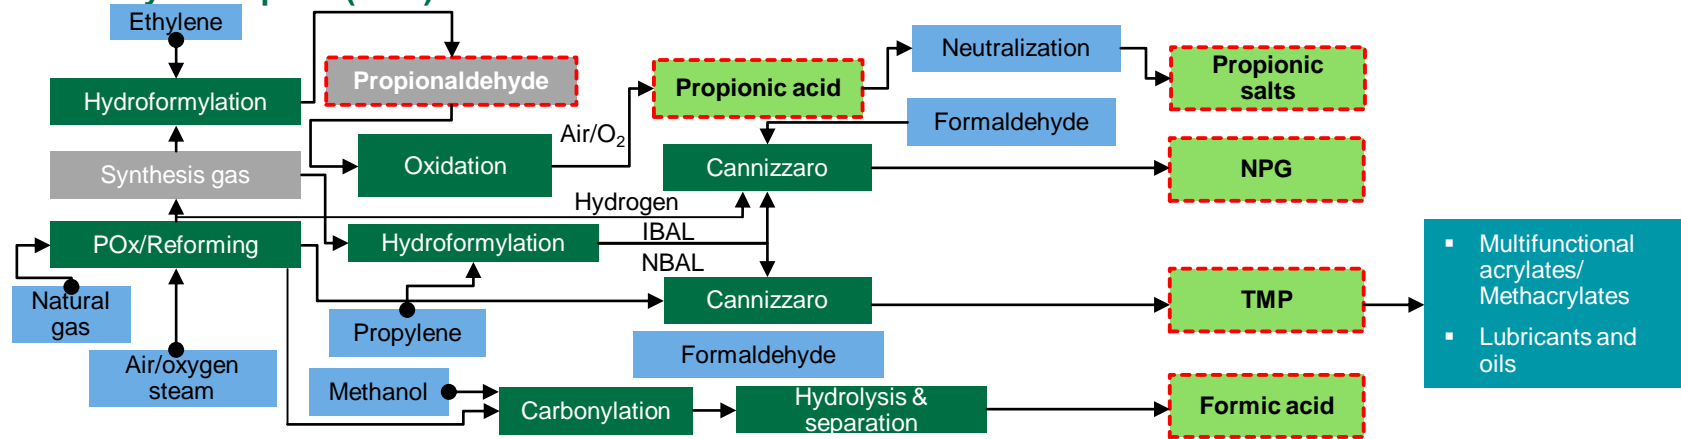 Ethylene
Hydroformylation
Propionaldehyde
Propionic acid
Neutralization
Propionic
salts
Formaldehyde
Air/O₂
Oxidation
Cannizzaro
NPG
Synthesis gas
Hydrogen
POx/Reforming
Hydroformylation
IBAL
NBAL
Natural
gas
Propylene
Cannizzaro
TMP
▪ Multifunctional
acrylates/
Methacrylates
▪ Lubricants and
oils
Air/oxygen
steam
Formaldehyde
Methanol
Carbonylation
Hydrolysis &
separation
Formic acid